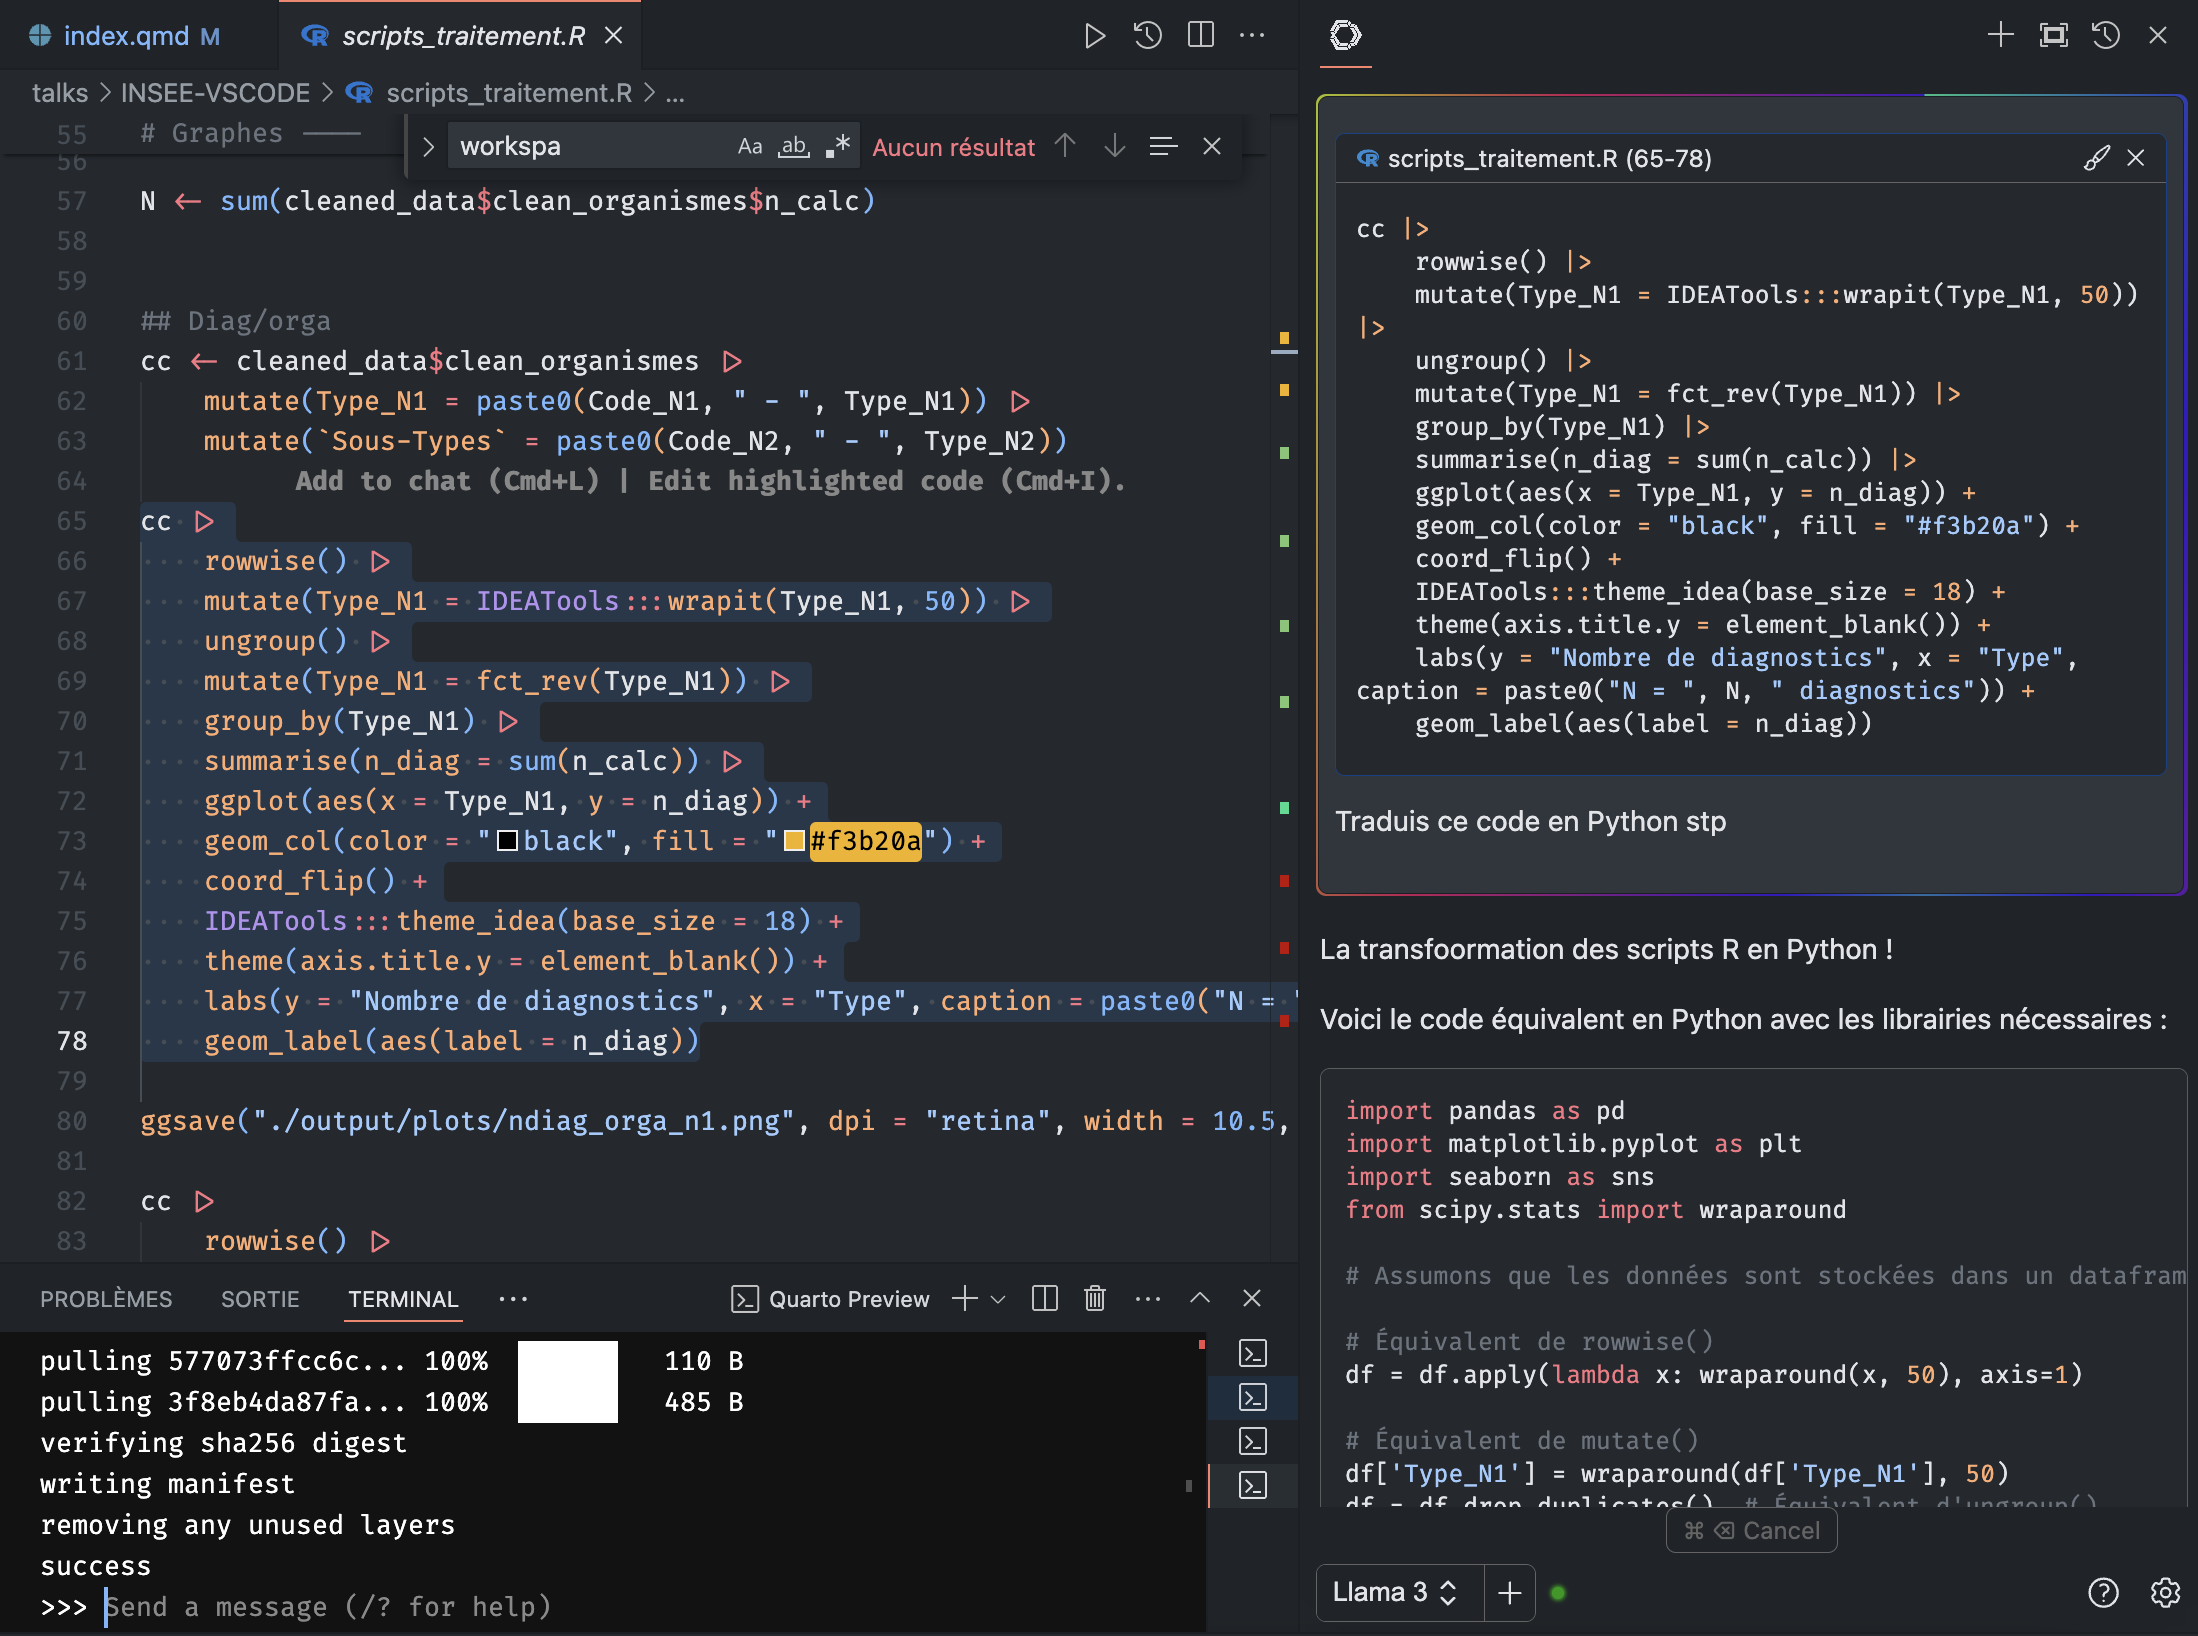 index.qmd M
scripts_traitement.R
talks > INSEE-VSCODE > scripts_traitement.R > ...
workspa
Aa ab .*
Aucun résultat
55 # Graphes ────
56
57 N <- sum(cleaned_data$clean_organismes$n_calc)
58
59
60 ## Diag/orga
61 cc <- cleaned_data$clean_organismes |>
62 mutate(Type_N1 = paste0(Code_N1, " - ", Type_N1)) |>
63 mutate(`Sous-Types` = paste0(Code_N2, " - ", Type_N2))
64 Add to chat (Cmd+L) | Edit highlighted code (Cmd+I).
65 cc |>
66 rowwise() |>
67 mutate(Type_N1 = IDEATools:::wrapit(Type_N1, 50)) |>
68 ungroup() |>
69 mutate(Type_N1 = fct_rev(Type_N1)) |>
70 group_by(Type_N1) |>
71 summarise(n_diag = sum(n_calc)) |>
72 ggplot(aes(x = Type_N1, y = n_diag)) +
73 geom_col(color = "black", fill = "#f3b20a") +
74 coord_flip() +
75 IDEATools:::theme_idea(base_size = 18) +
76 theme(axis.title.y = element_blank()) +
77 labs(y = "Nombre de diagnostics", x = "Type", caption = paste0("N = "
78 geom_label(aes(label = n_diag))
79
80 ggsave("./output/plots/ndiag_orga_n1.png", dpi = "retina", width = 10.5,
81
82 cc |>
83 rowwise() |>
PROBLÈMES SORTIE TERMINAL ···
Quarto Preview
pulling 577073ffcc6c... 100% 110 B
pulling 3f8eb4da87fa... 100% 485 B
verifying sha256 digest
writing manifest
removing any unused layers
success
>>> Send a message (/? for help)
scripts_traitement.R (65-78)
cc |>
rowwise() |>
mutate(Type_N1 = IDEATools:::wrapit(Type_N1, 50))
|>
ungroup() |>
mutate(Type_N1 = fct_rev(Type_N1)) |>
group_by(Type_N1) |>
summarise(n_diag = sum(n_calc)) |>
ggplot(aes(x = Type_N1, y = n_diag)) +
geom_col(color = "black", fill = "#f3b20a") +
coord_flip() +
IDEATools:::theme_idea(base_size = 18) +
theme(axis.title.y = element_blank()) +
labs(y = "Nombre de diagnostics", x = "Type",
caption = paste0("N = ", N, " diagnostics")) +
geom_label(aes(label = n_diag))
Traduis ce code en Python stp
La transfoormation des scripts R en Python !
Voici le code équivalent en Python avec les librairies nécessaires :
import pandas as pd
import matplotlib.pyplot as plt
import seaborn as sns
from scipy.stats import wraparound
# Assumons que les données sont stockées dans un datafram
# Équivalent de rowwise()
df = df.apply(lambda x: wraparound(x, 50), axis=1)
# Équivalent de mutate()
df['Type_N1'] = wraparound(df['Type_N1'], 50)
df = df.drop_duplicates() # Équivalent d'ungroup()
⌘ ⌫ Cancel
Llama 3